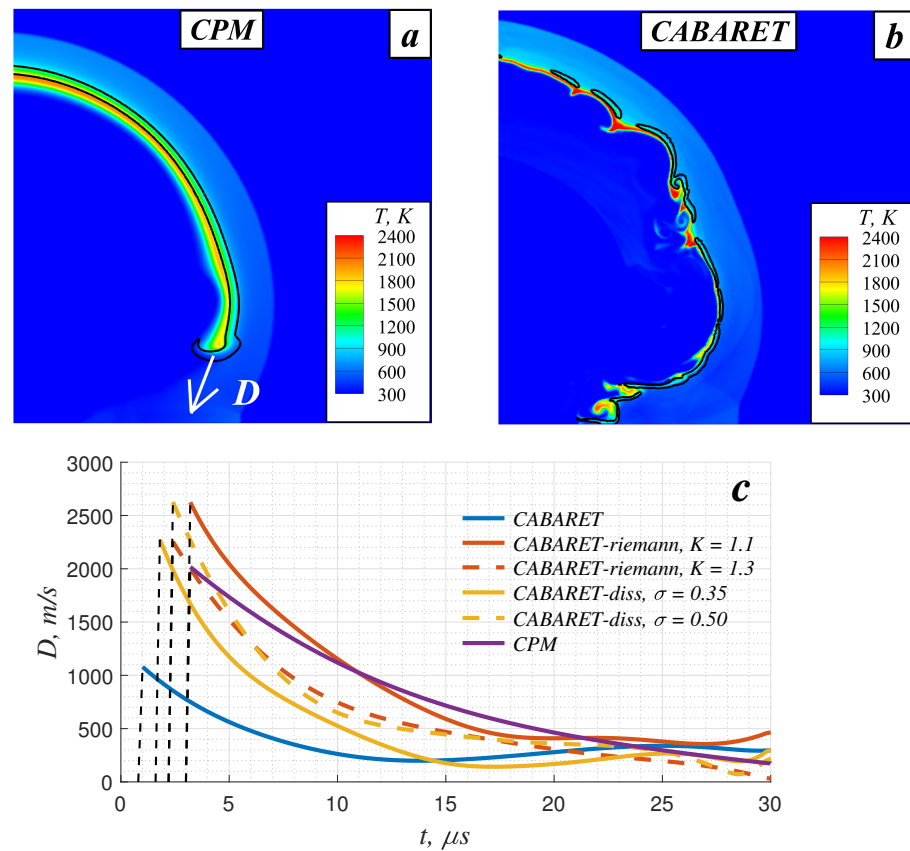 CPM
a
T, K
2400
2100
1800
1500
1200
900
600
300
D
CABARET
b
T, K
2400
2100
1800
1500
1200
900
600
300
c
D, m/s
3000
2500
2000
1500
1000
500
0
CABARET
CABARET-riemann, K = 1.1
CABARET-riemann, K = 1.3
CABARET-diss, σ = 0.35
CABARET-diss, σ = 0.50
CPM
0 5 10 15 20 25 30
t, μs